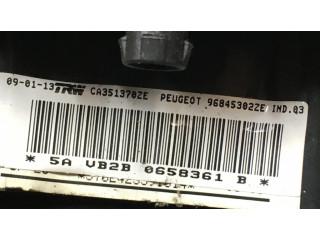 09-01-13 TRW CA351370ZE PEUGEOT 96845302ZE IND.03
* 5A VB2B 0658361 B *